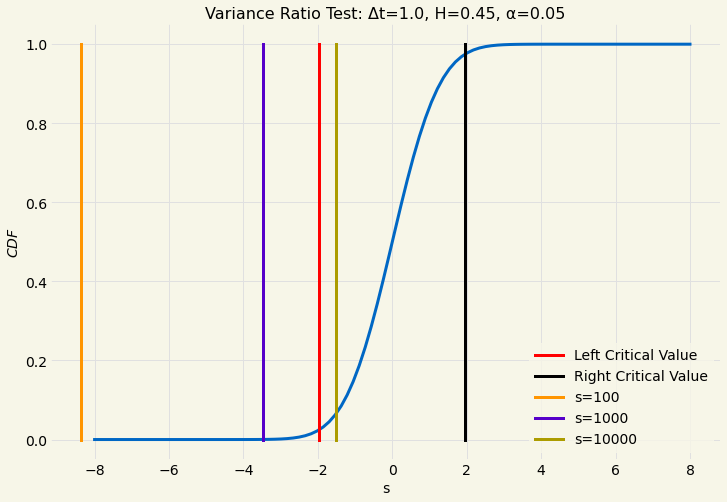 Variance Ratio Test: Δt=1.0, H=0.45, α=0.05
1.0
0.8
0.6
0.4
0.2
0.0
CDF
−8
−6
−4
−2
0
2
4
6
8
s
Left Critical Value
Right Critical Value
s=100
s=1000
s=10000